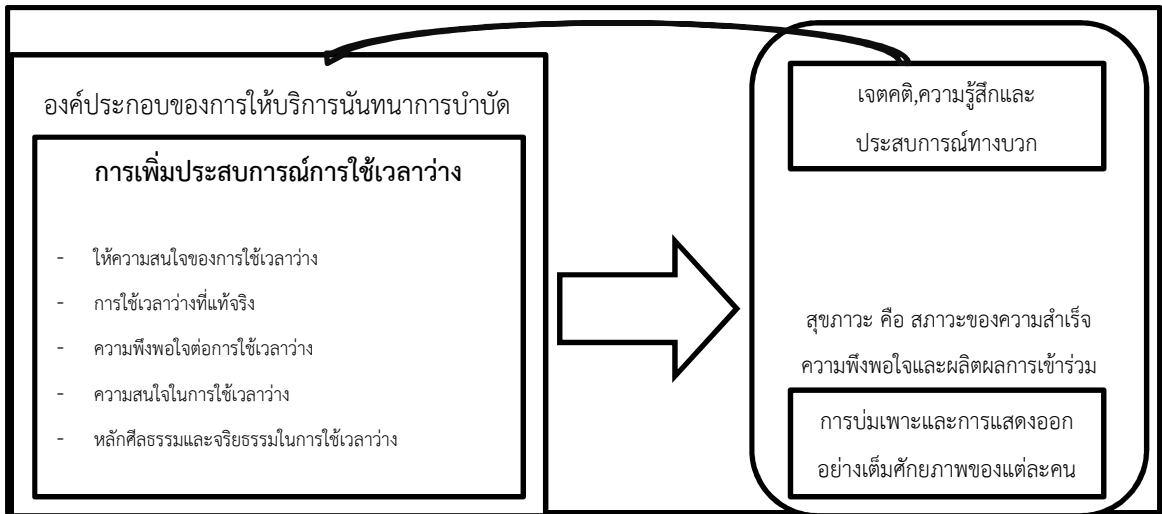 องค์ประกอบของการให้บริการนันทนาการบำบัด
การเพิ่มประสบการณ์การใช้เวลาว่าง
- ให้ความสนใจของการใช้เวลาว่าง
- การใช้เวลาว่างที่แท้จริง
- ความพึงพอใจต่อการใช้เวลาว่าง
- ความสนใจในการใช้เวลาว่าง
- หลักศีลธรรมและจริยธรรมในการใช้เวลาว่าง
เจตคติ,ความรู้สึกและ
ประสบการณ์ทางบวก
สุขภาวะ คือ สภาวะของความสำเร็จ
ความพึงพอใจและผลิตผลการเข้าร่วม
การบ่มเพาะและการแสดงออก
อย่างเต็มศักยภาพของแต่ละคน